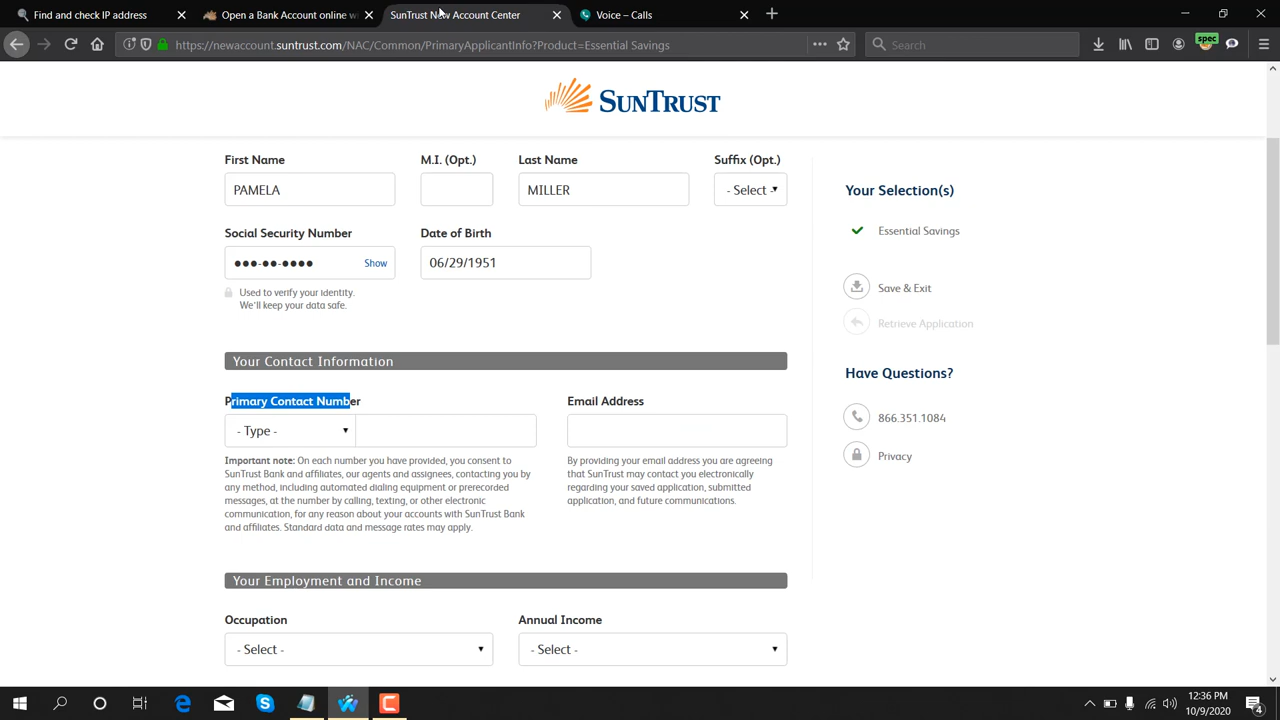 Find and check IP address
Open a Bank Account online wi
SunTrust New Account Center
Voice – Calls
https://newaccount.suntrust.com/NAC/Common/PrimaryApplicantInfo?Product=Essential Savings
Search
spec
SUNTRUST
First Name
M.I. (Opt.)
Last Name
Suffix (Opt.)
PAMELA
MILLER
- Select -
Social Security Number
Date of Birth
●●●-●●-●●●●
Show
06/29/1951
Used to verify your identity.
We'll keep your data safe.
Your Contact Information
Primary Contact Number
Email Address
- Type -
Important note: On each number you have provided, you consent to
SunTrust Bank and affiliates, our agents and assignees, contacting you by
any method, including automated dialing equipment or prerecorded
messages, at the number by calling, texting, or other electronic
communication, for any reason about your accounts with SunTrust Bank
and affiliates. Standard data and message rates may apply.
By providing your email address you are agreeing
that SunTrust may contact you electronically
regarding your saved application, submitted
application, and future communications.
Your Employment and Income
Occupation
Annual Income
- Select -
- Select -
Your Selection(s)
Essential Savings
Save & Exit
Retrieve Application
Have Questions?
866.351.1084
Privacy
12:36 PM
10/9/2020
4